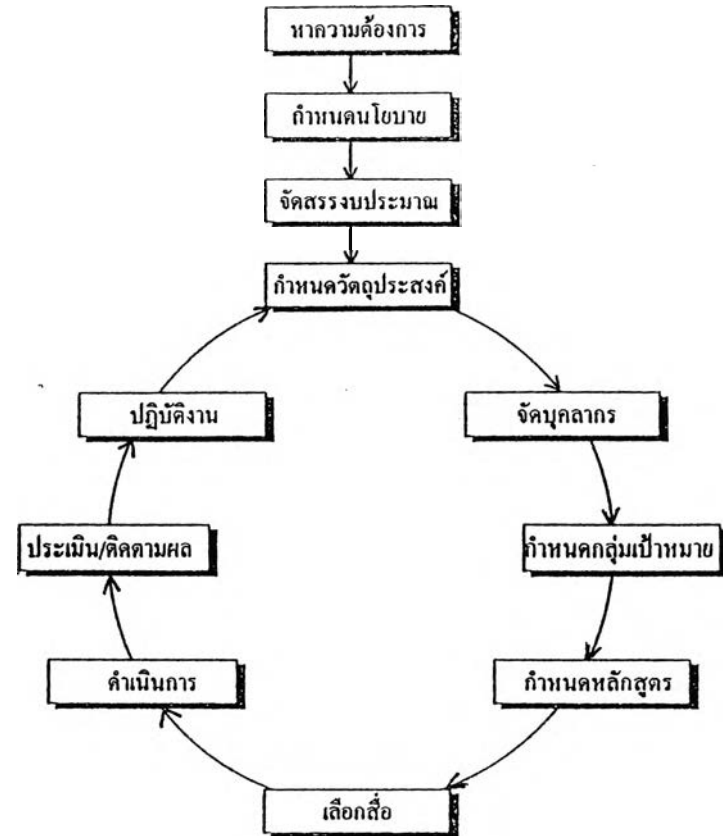 หาความต้องการ
กำหนดนโยบาย
จัดสรรงบประมาณ
กำหนดวัตถุประสงค์
จัดบุคลากร
กำหนดกลุ่มเป้าหมาย
กำหนดหลักสูตร
เลือกสื่อ
ดำเนินการ
ประเมิน/ติดตามผล
ปฏิบัติงาน